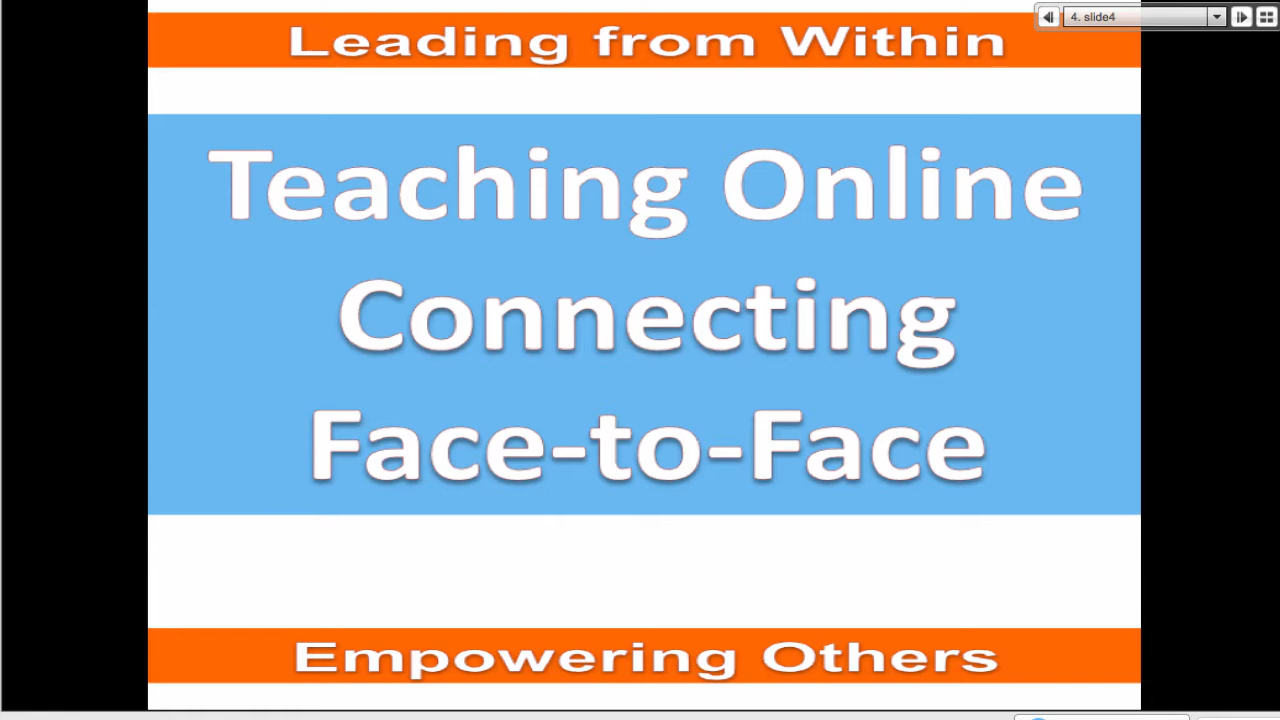 4. slide4
Leading from Within
Teaching Online
Connecting
Face-to-Face
Empowering Others